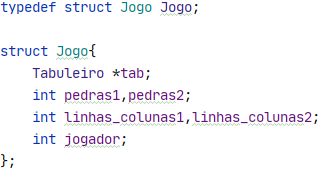 typedef struct Jogo Jogo;
struct Jogo{
    Tabuleiro *tab;
    int pedras1,pedras2;
    int linhas_colunas1,linhas_colunas2;
    int jogador;
};